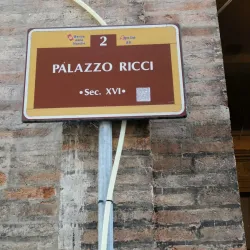 2
PALAZZO RICCI
•Sec. XVI•